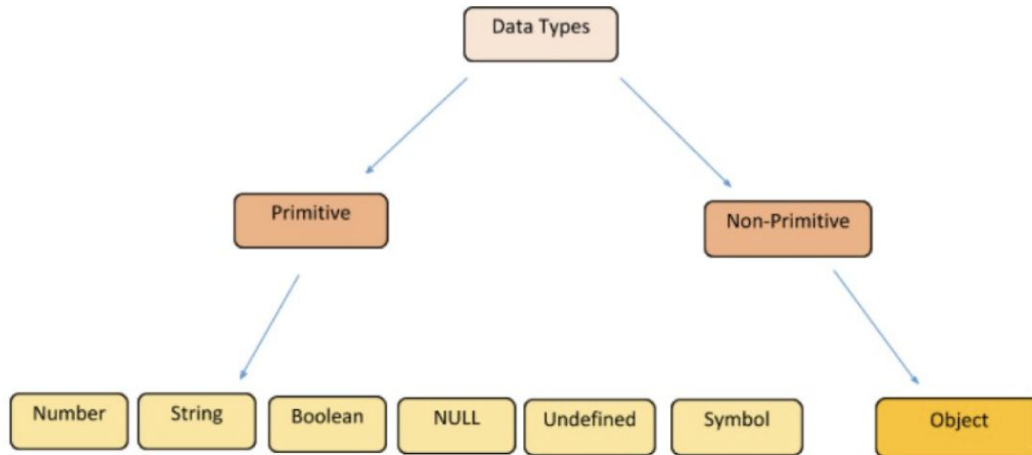 Data Types
Primitive
Non-Primitive
Number
String
Boolean
NULL
Undefined
Symbol
Object